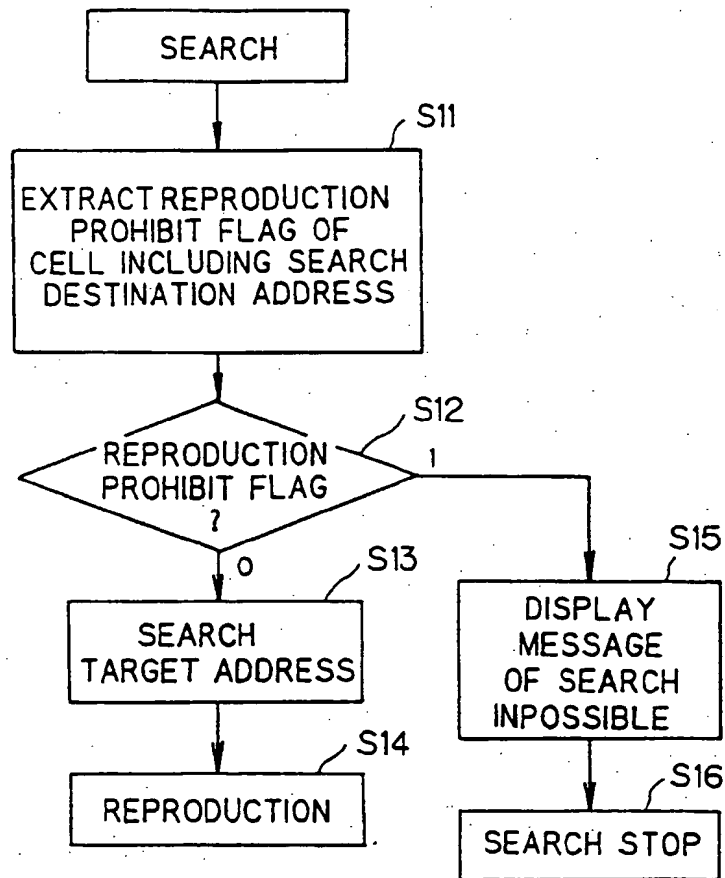 SEARCH
S11
EXTRACT REPRODUCTION
PROHIBIT FLAG OF
CELL INCLUDING SEARCH
DESTINATION ADDRESS
S12
REPRODUCTION
PROHIBIT FLAG
?
1
0
S13
SEARCH
TARGET ADDRESS
S14
REPRODUCTION
S15
DISPLAY
MESSAGE
OF SEARCH
INPOSSIBLE
S16
SEARCH STOP